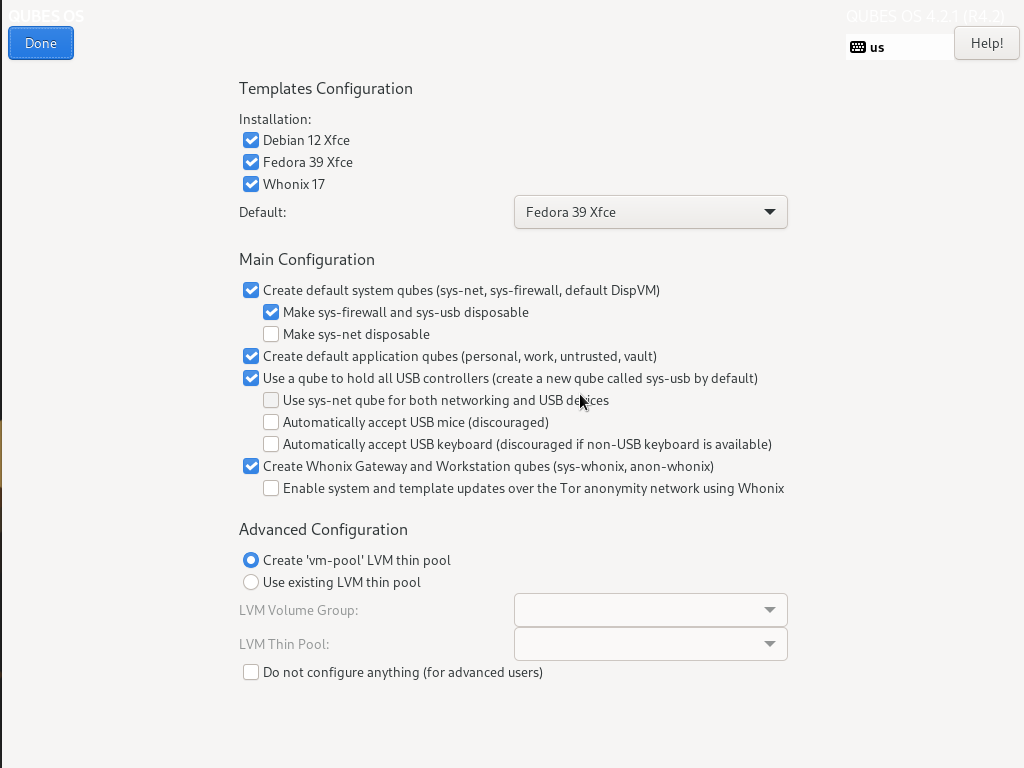 QUBES OS
QUBES OS 4.2.1 (R4.2)
Done
us
Help!
Templates Configuration
Installation:
Debian 12 Xfce
Fedora 39 Xfce
Whonix 17
Default:
Fedora 39 Xfce
Main Configuration
Create default system qubes (sys-net, sys-firewall, default DispVM)
Make sys-firewall and sys-usb disposable
Make sys-net disposable
Create default application qubes (personal, work, untrusted, vault)
Use a qube to hold all USB controllers (create a new qube called sys-usb by default)
Use sys-net qube for both networking and USB devices
Automatically accept USB mice (discouraged)
Automatically accept USB keyboard (discouraged if non-USB keyboard is available)
Create Whonix Gateway and Workstation qubes (sys-whonix, anon-whonix)
Enable system and template updates over the Tor anonymity network using Whonix
Advanced Configuration
Create 'vm-pool' LVM thin pool
Use existing LVM thin pool
LVM Volume Group:
LVM Thin Pool:
Do not configure anything (for advanced users)